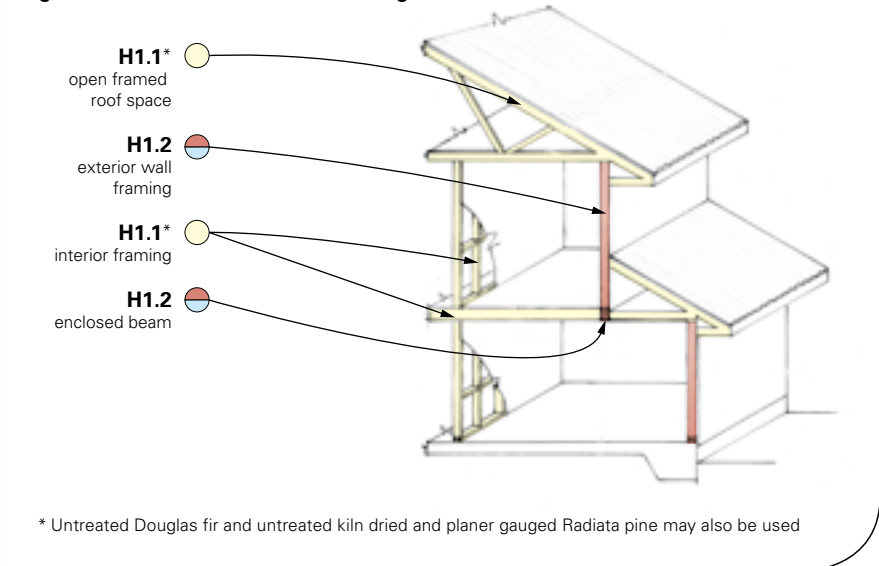 H1.1*
open framed
roof space
H1.2
exterior wall
framing
H1.1*
interior framing
H1.2
enclosed beam
* Untreated Douglas fir and untreated kiln dried and planer gauged Radiata pine may also be used